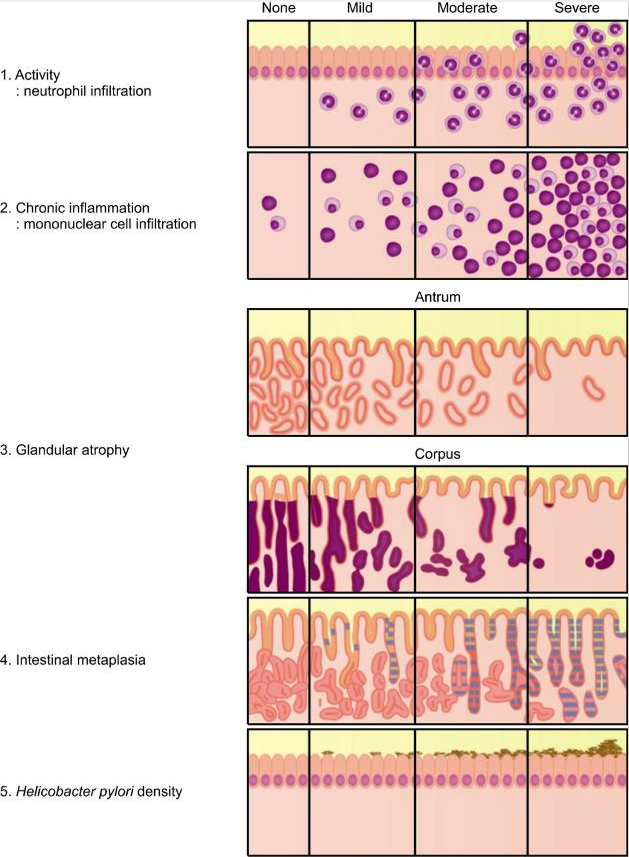 None Mild Moderate Severe
1. Activity
: neutrophil infiltration
2. Chronic inflammation
: mononuclear cell infiltration
Antrum
3. Glandular atrophy
Corpus
4. Intestinal metaplasia
5. Helicobacter pylori density